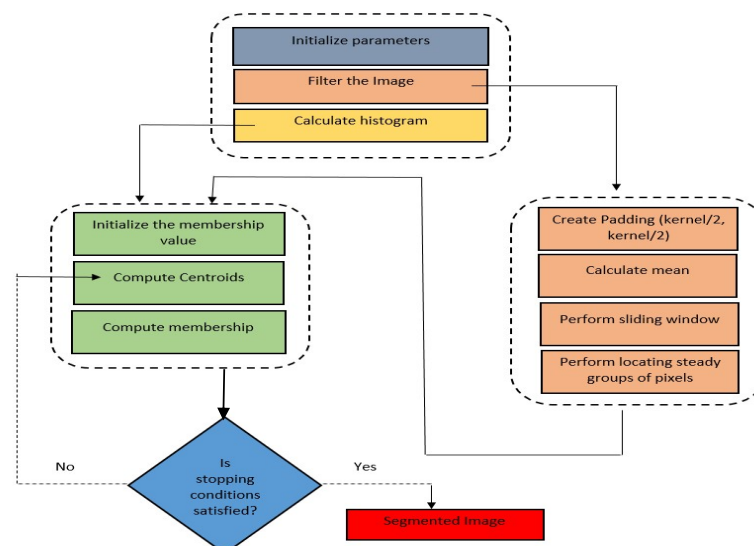 Initialize parameters
Filter the Image
Calculate histogram
Initialize the membership
value
Compute Centroids
Compute membership
Create Padding (kernel/2,
kernel/2)
Calculate mean
Perform sliding window
Perform locating steady
groups of pixels
No
Is
stopping
conditions
satisfied?
Yes
Segmented Image